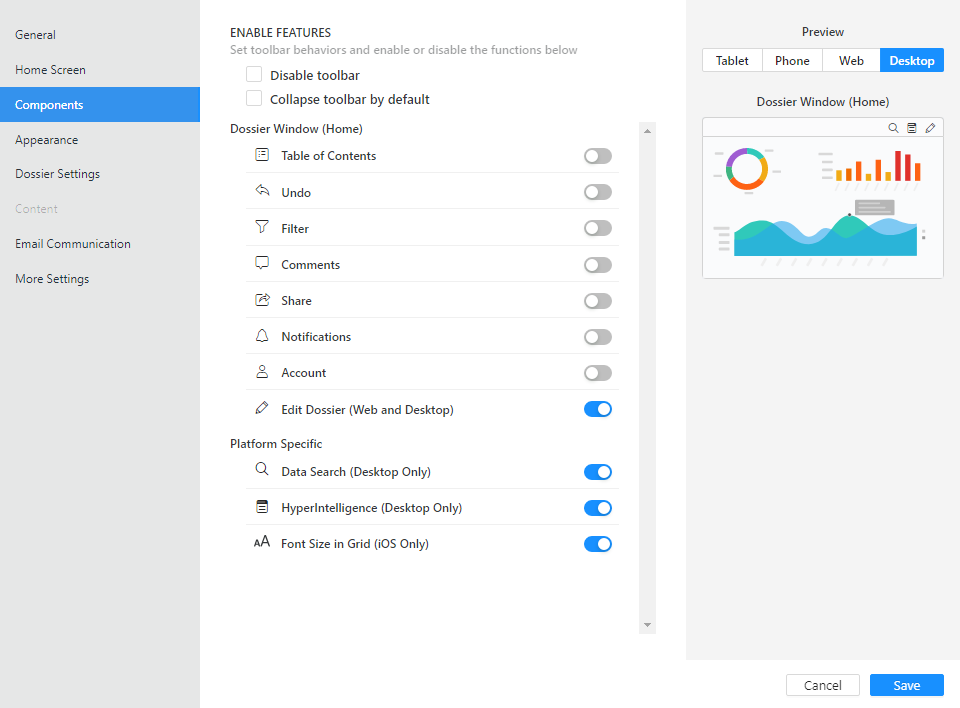 General
Home Screen
Components
Appearance
Dossier Settings
Content
Email Communication
More Settings
ENABLE FEATURES
Set toolbar behaviors and enable or disable the functions below
Disable toolbar
Collapse toolbar by default
Dossier Window (Home)
Table of Contents
Undo
Filter
Comments
Share
Notifications
Account
Edit Dossier (Web and Desktop)
Platform Specific
Data Search (Desktop Only)
HyperIntelligence (Desktop Only)
AA Font Size in Grid (iOS Only)
Preview
Tablet Phone Web Desktop
Dossier Window (Home)
Cancel Save